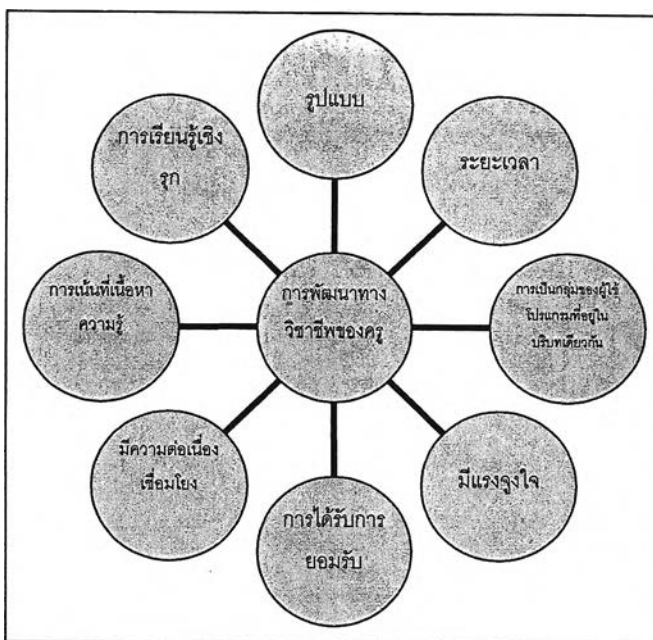 รูปแบบ
การเรียนรู้เชิง
รุก
ระยะเวลา
การเน้นที่เนื้อหา
ความรู้
การพัฒนาทาง
วิชาชีพของครู
การเป็นกลุ่มของผู้ใช้
โปรแกรมที่อยู่ใน
บริบทเดียวกัน
มีความต่อเนื่อง
เชื่อมโยง
มีแรงจูงใจ
การได้รับการ
ยอมรับ